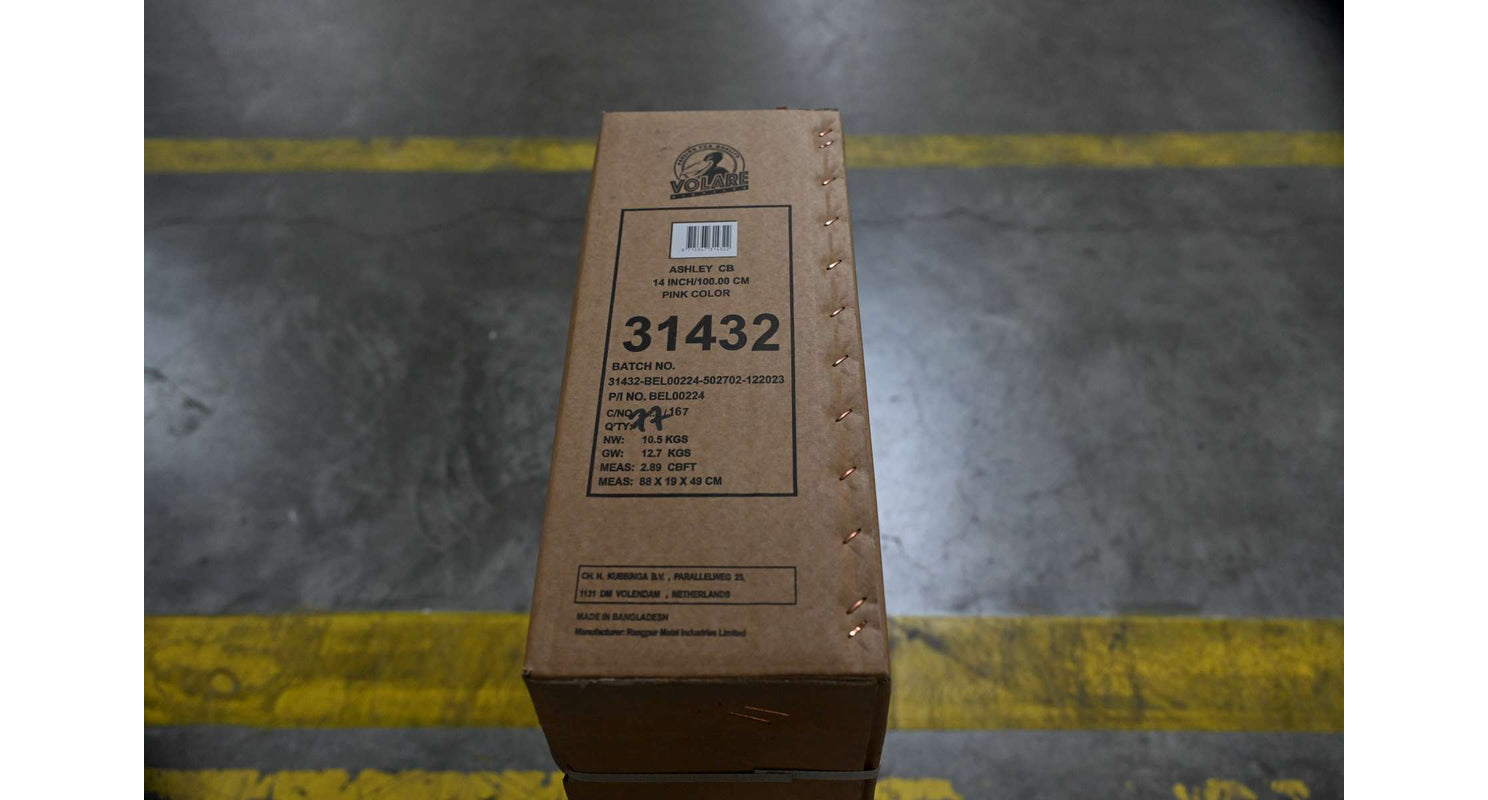 VOLARE
ASHLEY CB
14 INCH/100.00 CM
PINK COLOR
31432
BATCH NO.
31432-BEL00224-502702-122023
P/I NO. BEL00224
C/NO. /167
Q'TY:
NW: 10.5 KGS
GW: 12.7 KGS
MEAS: 2.89 CBFT
MEAS: 88 X 19 X 49 CM
CH. H. KUBBINGA B.V. , PARALLELWEG 25,
1131 DM VOLENDAM , NETHERLANDS
MADE IN BANGLADESH
Manufacturer: Rangpur Metal Industries Limited